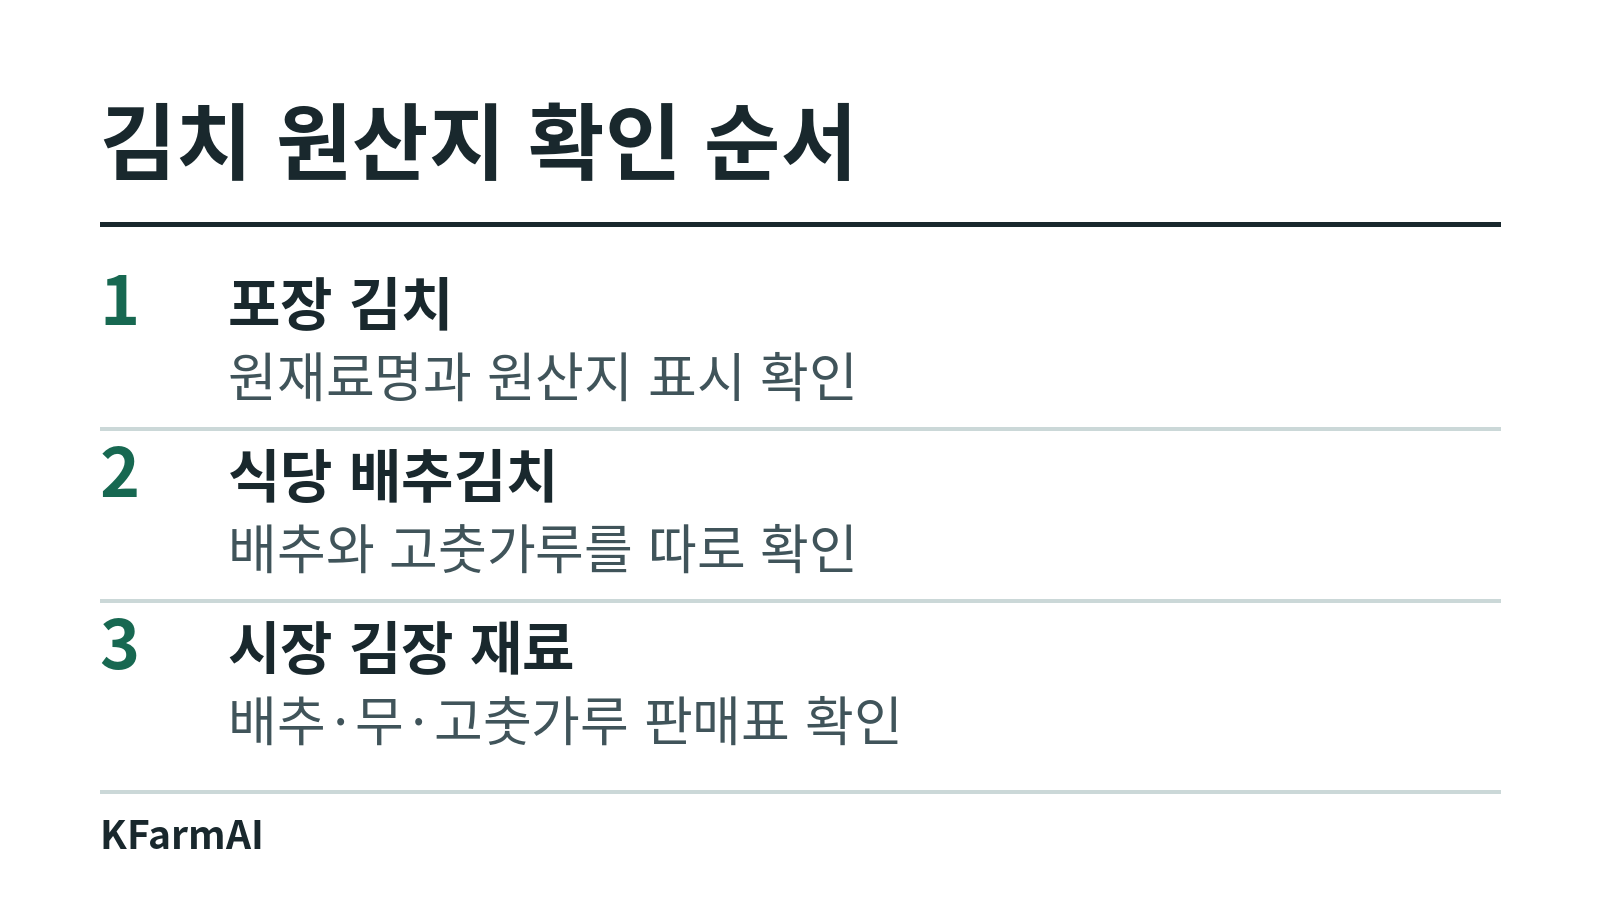 김치 원산지 확인 순서
1 포장 김치
원재료명과 원산지 표시 확인
2 식당 배추김치
배추와 고춧가루를 따로 확인
3 시장 김장 재료
배추·무·고춧가루 판매표 확인
KFarmAI